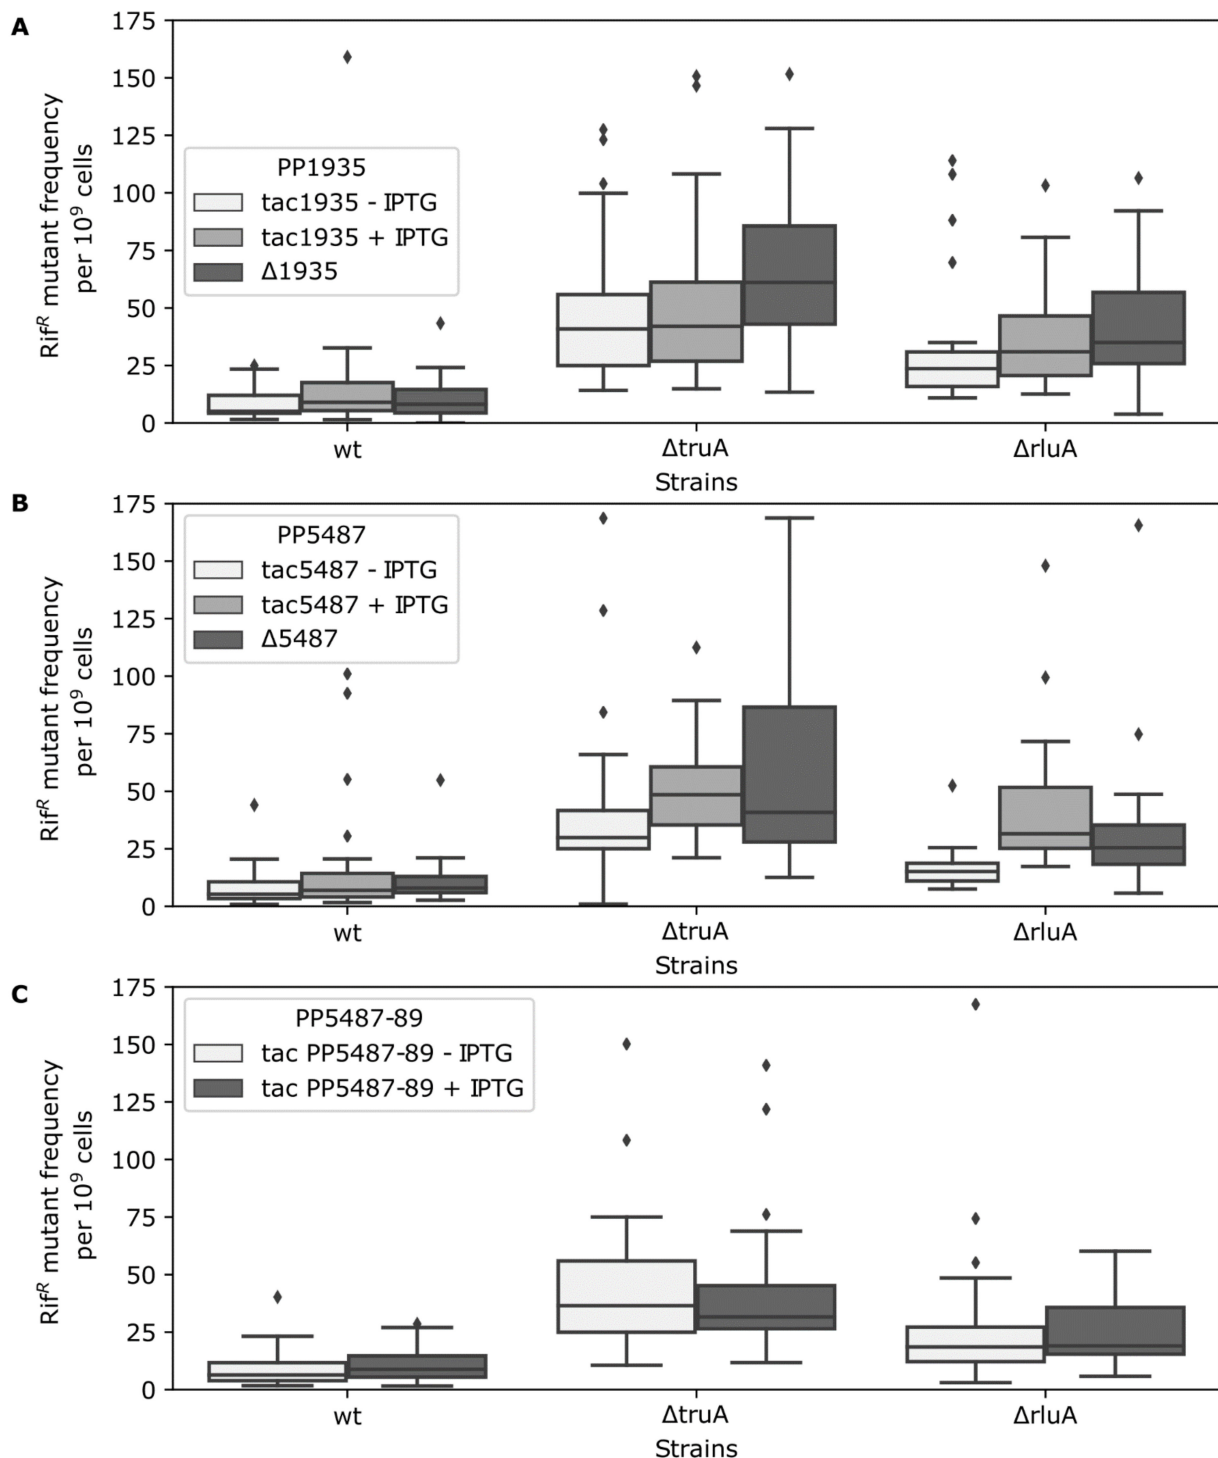 A
175
150
125
100
75
50
25
0
Rif^R mutant frequency
per 10^9 cells
PP1935
tac1935 - IPTG
tac1935 + IPTG
Δ1935
wt
ΔtruA
ΔrluA
Strains
B
175
150
125
100
75
50
25
0
Rif^R mutant frequency
per 10^9 cells
PP5487
tac5487 - IPTG
tac5487 + IPTG
Δ5487
wt
ΔtruA
ΔrluA
Strains
C
175
150
125
100
75
50
25
0
Rif^R mutant frequency
per 10^9 cells
PP5487-89
tac PP5487-89 - IPTG
tac PP5487-89 + IPTG
wt
ΔtruA
ΔrluA
Strains